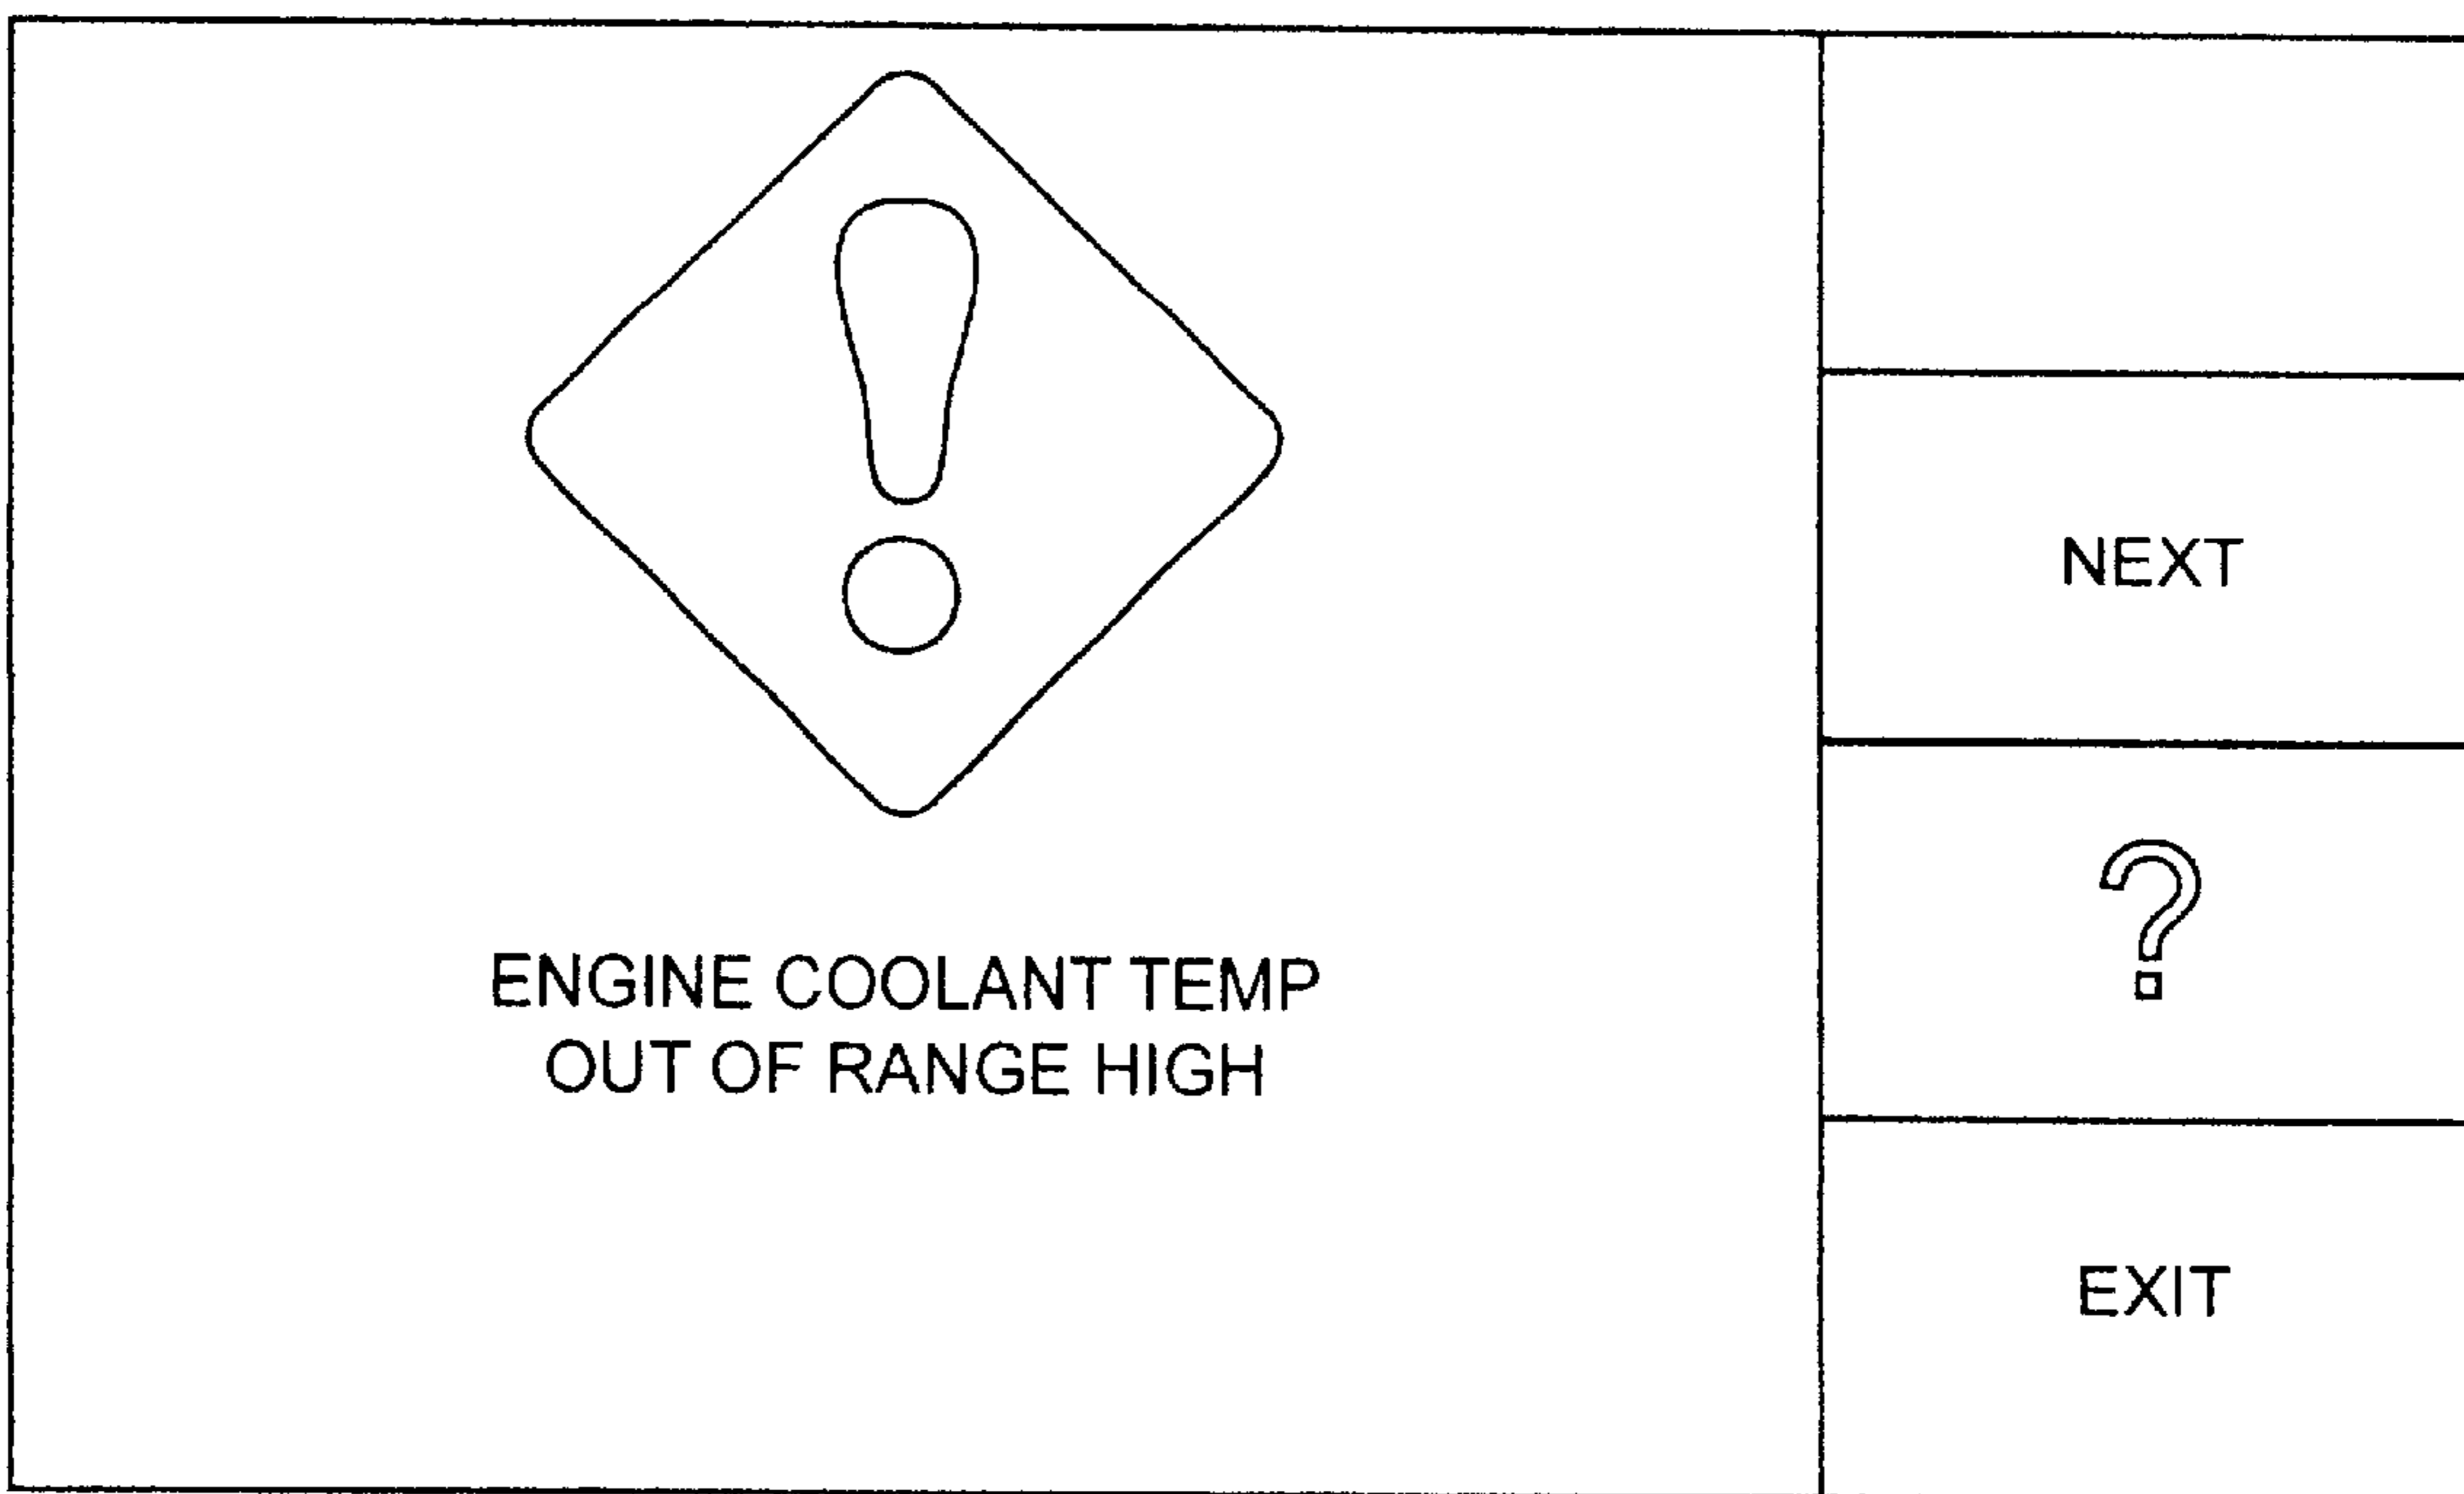 ENGINE COOLANT TEMP
OUT OF RANGE HIGH
NEXT
?
EXIT